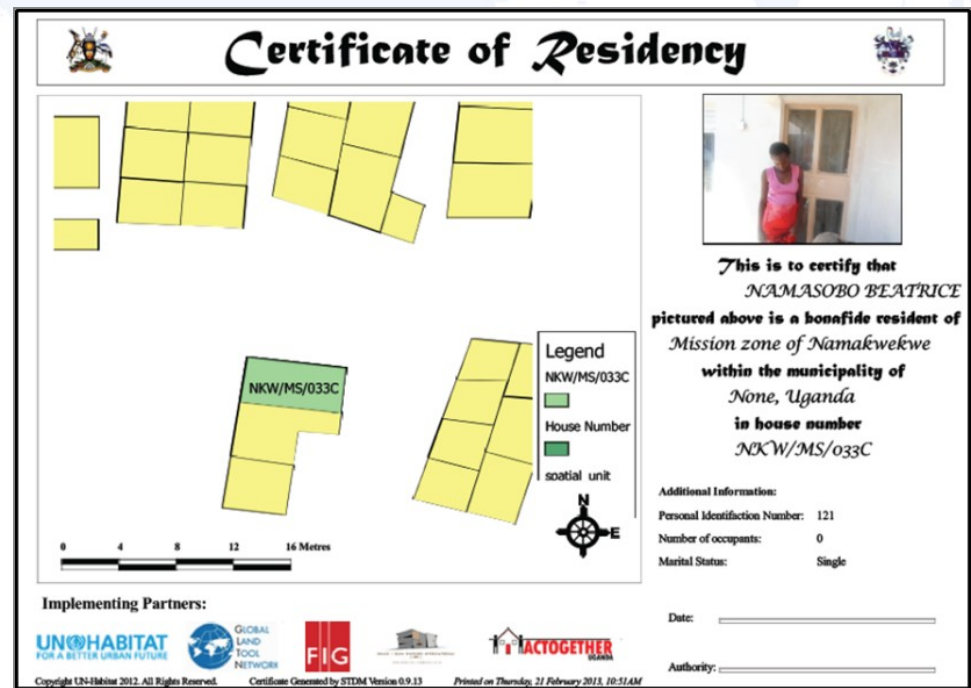 Certificate of Residency
NKW/MS/033C
Legend
NKW/MS/033C
House Number
spatial unit
N
E
0 4 8 12 16 Metres
This is to certify that
NAMASOBO BEATRICE
pictured above is a bonafide resident of
Mission zone of Namakwekwe
within the municipality of
None, Uganda
in house number
NKW/MS/033C
Additional Information:
Personal Identifaction Number: 121
Number of occupants: 0
Marital Status: Single
Date:
Authority:
Implementing Partners:
UN HABITAT
FOR A BETTER URBAN FUTURE
GLOBAL
LAND
TOOL
NETWORK
FIG
ACTOGETHER
UGANDA
Copyright UN-Habitat 2012. All Rights Reserved. Certificate Generated by STDM Version 0.9.13 Printed on Thursday, 21 February 2013, 10:51AM